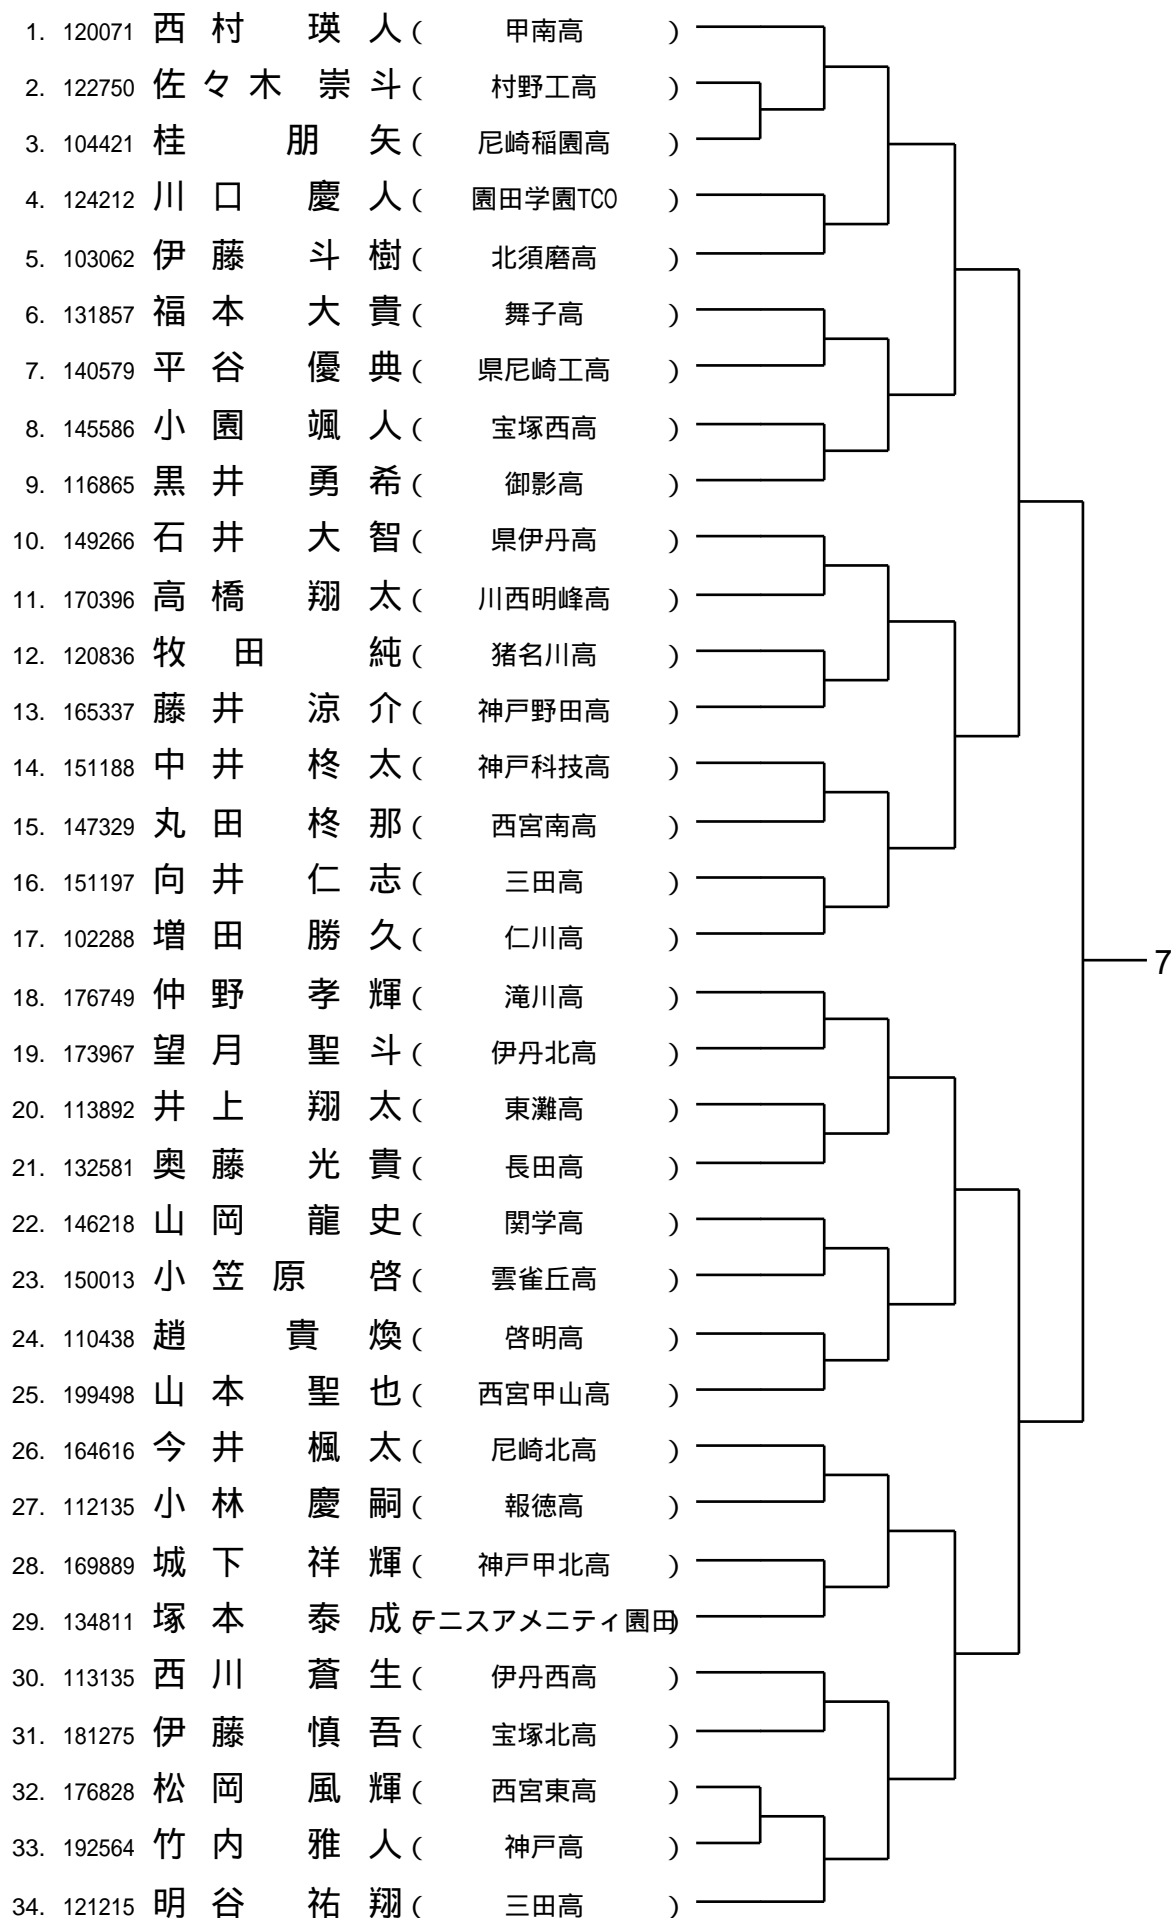 1. 120071 西村 瑛人 ( 甲南高 )
2. 122750 佐々木 崇斗 ( 村野工高 )
3. 104421 桂 朋矢 ( 尼崎稲園高 )
4. 124212 川口 慶人 ( 園田学園TCO )
5. 103062 伊藤 斗樹 ( 北須磨高 )
6. 131857 福本 大貴 ( 舞子高 )
7. 140579 平谷 優典 ( 県尼崎工高 )
8. 145586 小園 颯人 ( 宝塚西高 )
9. 116865 黒井 勇希 ( 御影高 )
10. 149266 石井 大智 ( 県伊丹高 )
11. 170396 高橋 翔太 ( 川西明峰高 )
12. 120836 牧田 純 ( 猪名川高 )
13. 165337 藤井 涼介 ( 神戸野田高 )
14. 151188 中井 柊太 ( 神戸科技高 )
15. 147329 丸田 柊那 ( 西宮南高 )
16. 151197 向井 仁志 ( 三田高 )
17. 102288 増田 勝久 ( 仁川高 )
7
18. 176749 仲野 孝輝 ( 滝川高 )
19. 173967 望月 聖斗 ( 伊丹北高 )
20. 113892 井上 翔太 ( 東灘高 )
21. 132581 奥藤 光貴 ( 長田高 )
22. 146218 山岡 龍史 ( 関学高 )
23. 150013 小笠原 啓 ( 雲雀丘高 )
24. 110438 趙 貴煥 ( 啓明高 )
25. 199498 山本 聖也 ( 西宮甲山高 )
26. 164616 今井 楓太 ( 尼崎北高 )
27. 112135 小林 慶嗣 ( 報徳高 )
28. 169889 城下 祥輝 ( 神戸甲北高 )
29. 134811 塚本 泰成 ( テニスアメニティ園田 )
30. 113135 西川 蒼生 ( 伊丹西高 )
31. 181275 伊藤 慎吾 ( 宝塚北高 )
32. 176828 松岡 風輝 ( 西宮東高 )
33. 192564 竹内 雅人 ( 神戸高 )
34. 121215 明谷 祐翔 ( 三田高 )